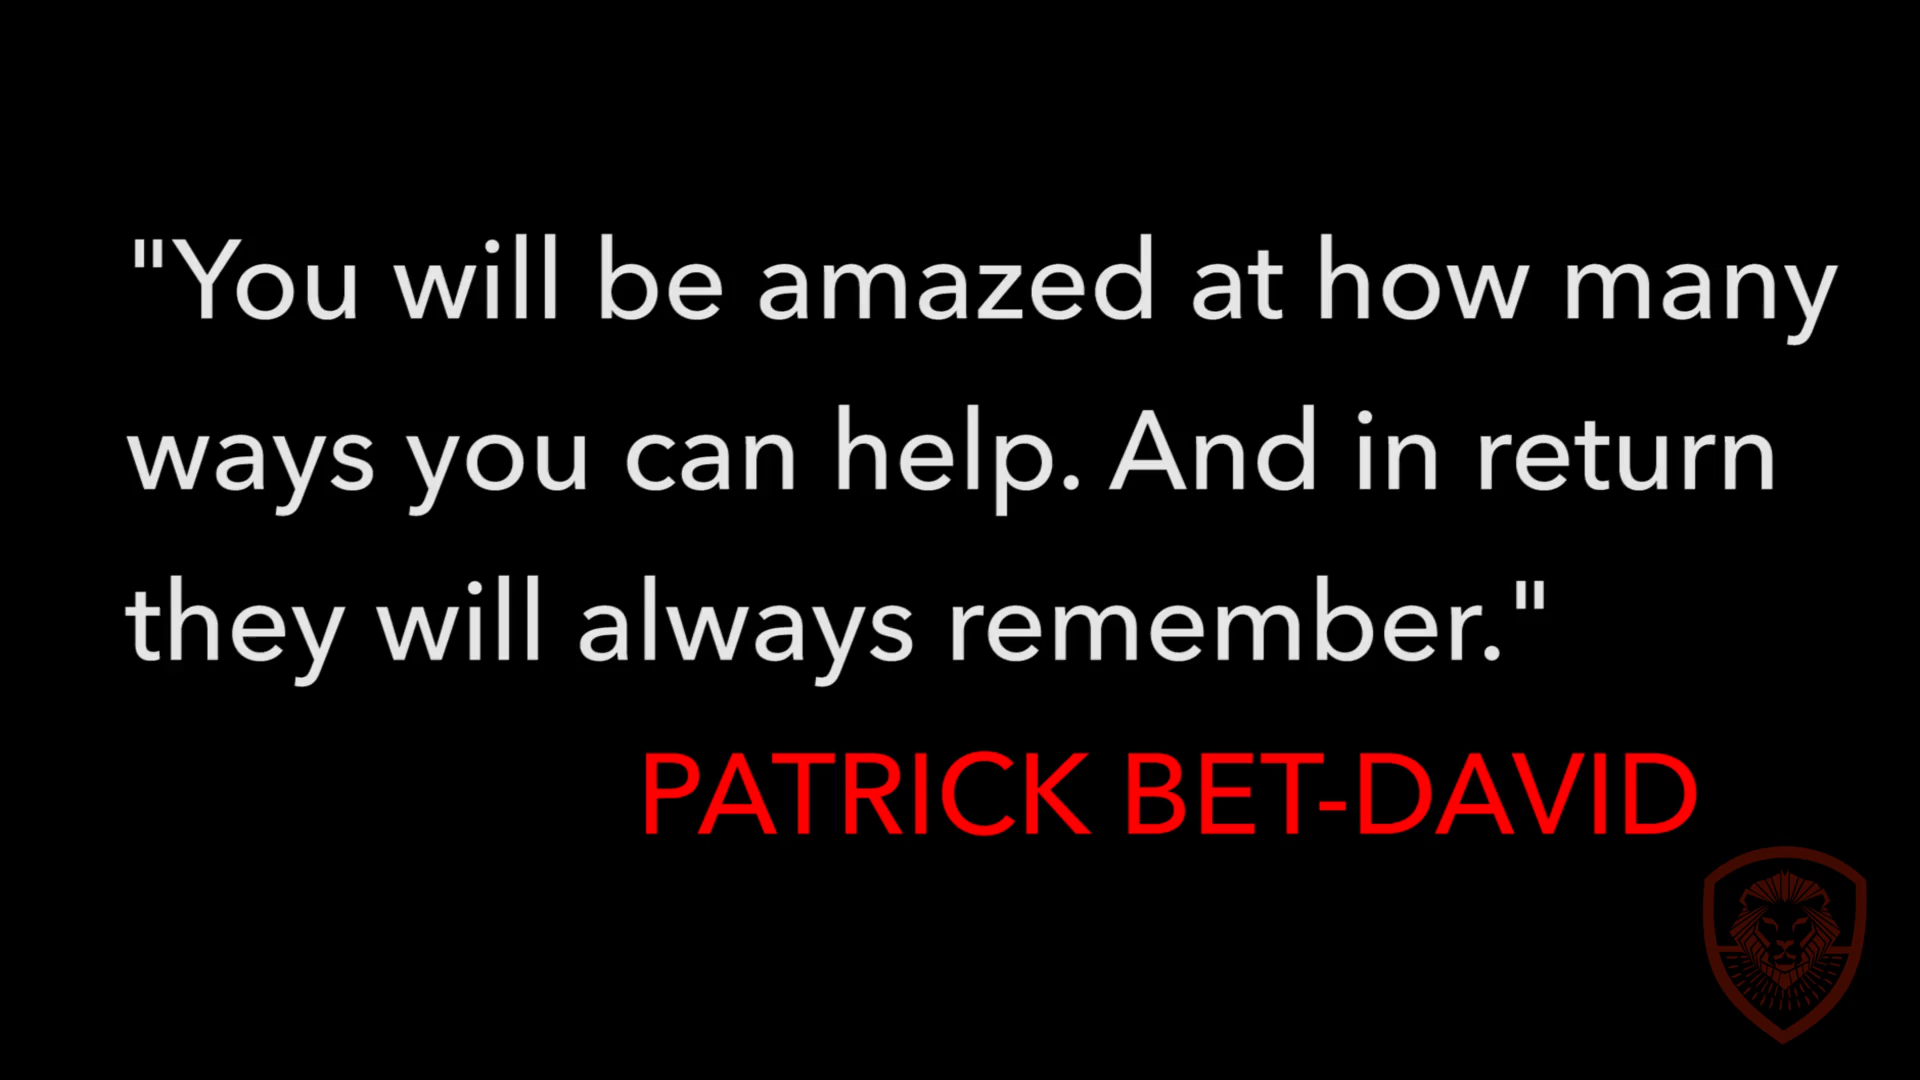 "You will be amazed at how many
ways you can help. And in return
they will always remember."
PATRICK BET-DAVID